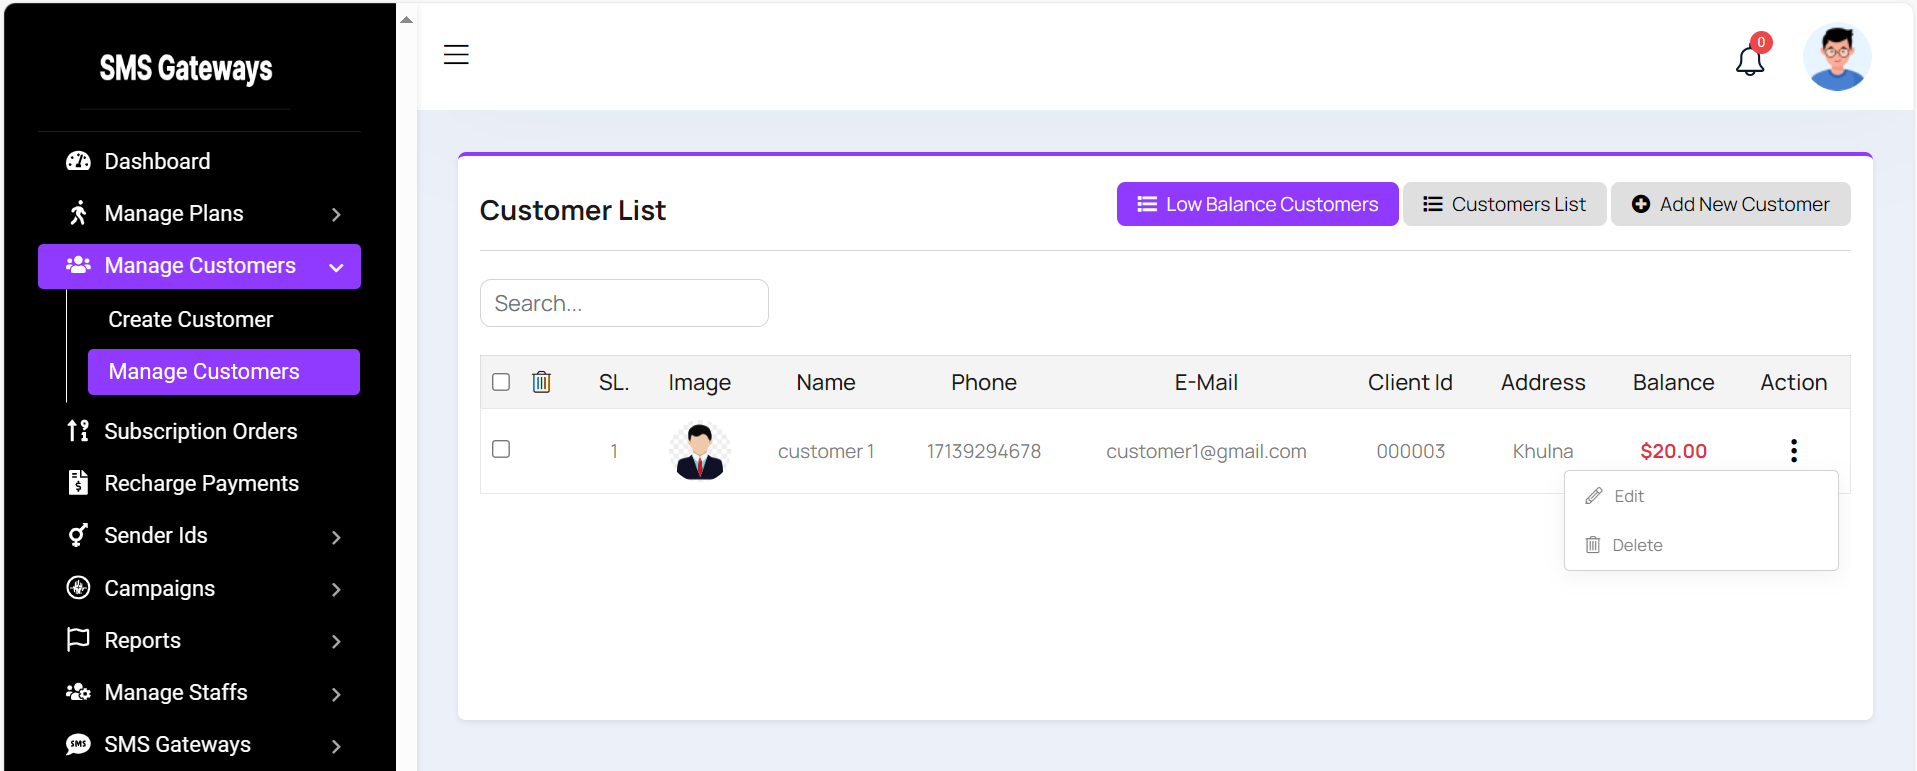 SMS Gateways
Dashboard
Manage Plans
Manage Customers
Create Customer
Manage Customers
Subscription Orders
Recharge Payments
Sender Ids
Campaigns
Reports
Manage Staffs
SMS SMS Gateways
0
Customer List
Low Balance Customers Customers List Add New Customer
Search...
SL. Image Name Phone E-Mail Client Id Address Balance Action
1 customer 1 17139294678 customer1@gmail.com 000003 Khulna $20.00
Edit
Delete